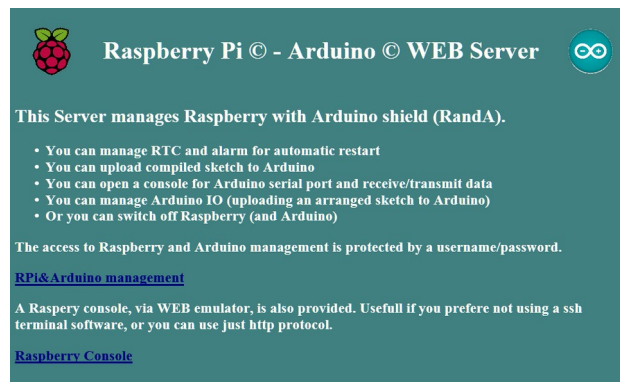 Raspberry Pi © - Arduino © WEB Server
This Server manages Raspberry with Arduino shield (RandA).
• You can manage RTC and alarm for automatic restart
• You can upload compiled sketch to Arduino
• You can open a console for Arduino serial port and receive/transmit data
• You can manage Arduino IO (uploading an arranged sketch to Arduino)
• Or you can switch off Raspberry (and Arduino)
The access to Raspberry and Arduino management is protected by a username/password.
RPi&Arduino management
A Raspery console, via WEB emulator, is also provided. Usefull if you prefere not using a ssh
terminal software, or you can use just http protocol.
Raspberry Console